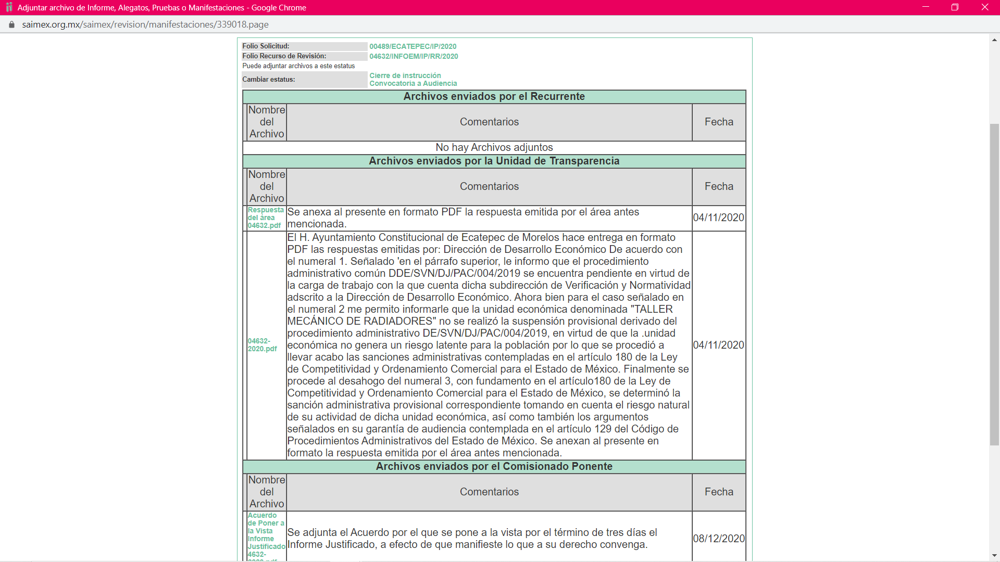 Adjuntar archivo de Informe, Alegatos, Pruebas o Manifestaciones - Google Chrome
saimex.org.mx/saimex/revision/manifestaciones/339018.page
Folio Solicitud: 00489/ECATEPEC/IP/2020
Folio Recurso de Revisión: 04632/INFOEM/IP/RR/2020
Puede adjuntar archivos a este estatus
Cambiar estatus: Cierre de instrucción
Convocatoria a Audiencia
Archivos enviados por el Recurrente
Nombre
del
Archivo
Comentarios
Fecha
No hay Archivos adjuntos
Archivos enviados por la Unidad de Transparencia
Nombre
del
Archivo
Comentarios
Fecha
Respuesta
del área
04632.pdf
Se anexa al presente en formato PDF la respuesta emitida por el área antes
mencionada.
04/11/2020
04632-
2020.pdf
El H. Ayuntamiento Constitucional de Ecatepec de Morelos hace entrega en formato
PDF las respuestas emitidas por: Dirección de Desarrollo Económico De acuerdo con
el numeral 1. Señalado 'en el párrafo superior, le informo que el procedimiento
administrativo común DDE/SVN/DJ/PAC/004/2019 se encuentra pendiente en virtud de
la carga de trabajo con la que cuenta dicha subdirección de Verificación y Normatividad
adscrito a la Dirección de Desarrollo Económico. Ahora bien para el caso señalado en
el numeral 2 me permito informarle que la unidad económica denominada "TALLER
MECÁNICO DE RADIADORES" no se realizó la suspensión provisional derivado del
procedimiento administrativo DE/SVN/DJ/PAC/004/2019, en virtud de que la .unidad
económica no genera un riesgo latente para la población por lo que se procedió a
llevar acabo las sanciones administrativas contempladas en el artículo 180 de la Ley
de Competitividad y Ordenamiento Comercial para el Estado de México. Finalmente se
procede al desahogo del numeral 3, con fundamento en el artículo180 de la Ley de
Competitividad y Ordenamiento Comercial para el Estado de México, se determinó la
sanción administrativa provisional correspondiente tomando en cuenta el riesgo natural
de su actividad de dicha unidad económica, así como también los argumentos
señalados en su garantía de audiencia contemplada en el artículo 129 del Código de
Procedimientos Administrativos del Estado de México. Se anexan al presente en
formato la respuesta emitida por el área antes mencionada.
04/11/2020
Archivos enviados por el Comisionado Ponente
Nombre
del
Archivo
Comentarios
Fecha
Acuerdo
de Poner a
la Vista
Informe
Justificado
4632-
Se adjunta el Acuerdo por el que se pone a la vista por el término de tres días el
Informe Justificado, a efecto de que manifieste lo que a su derecho convenga.
08/12/2020